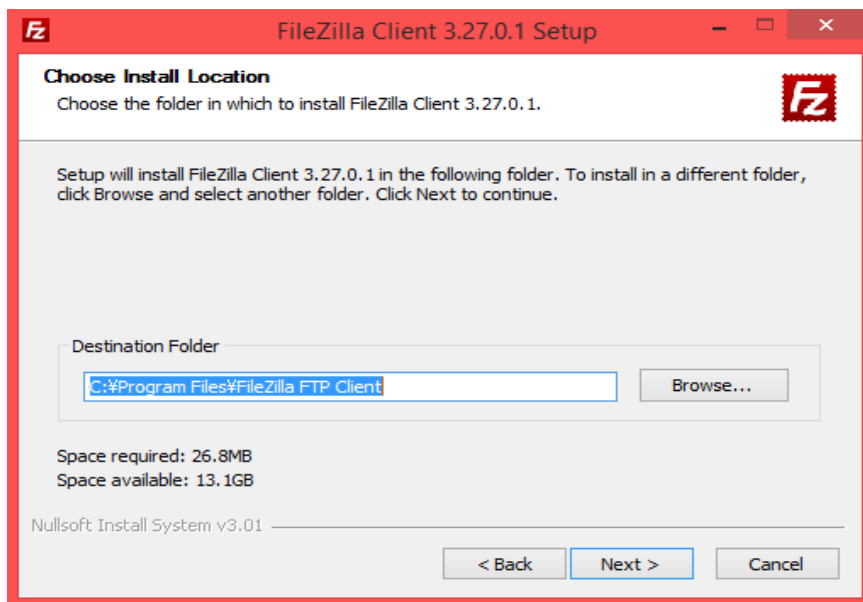 FileZilla Client 3.27.0.1 Setup
Choose Install Location
Choose the folder in which to install FileZilla Client 3.27.0.1.
Fz
Setup will install FileZilla Client 3.27.0.1 in the following folder. To install in a different folder,
click Browse and select another folder. Click Next to continue.
Destination Folder
C:¥Program Files¥FileZilla FTP Client
Browse...
Space required: 26.8MB
Space available: 13.1GB
Nullsoft Install System v3.01
< Back
Next >
Cancel